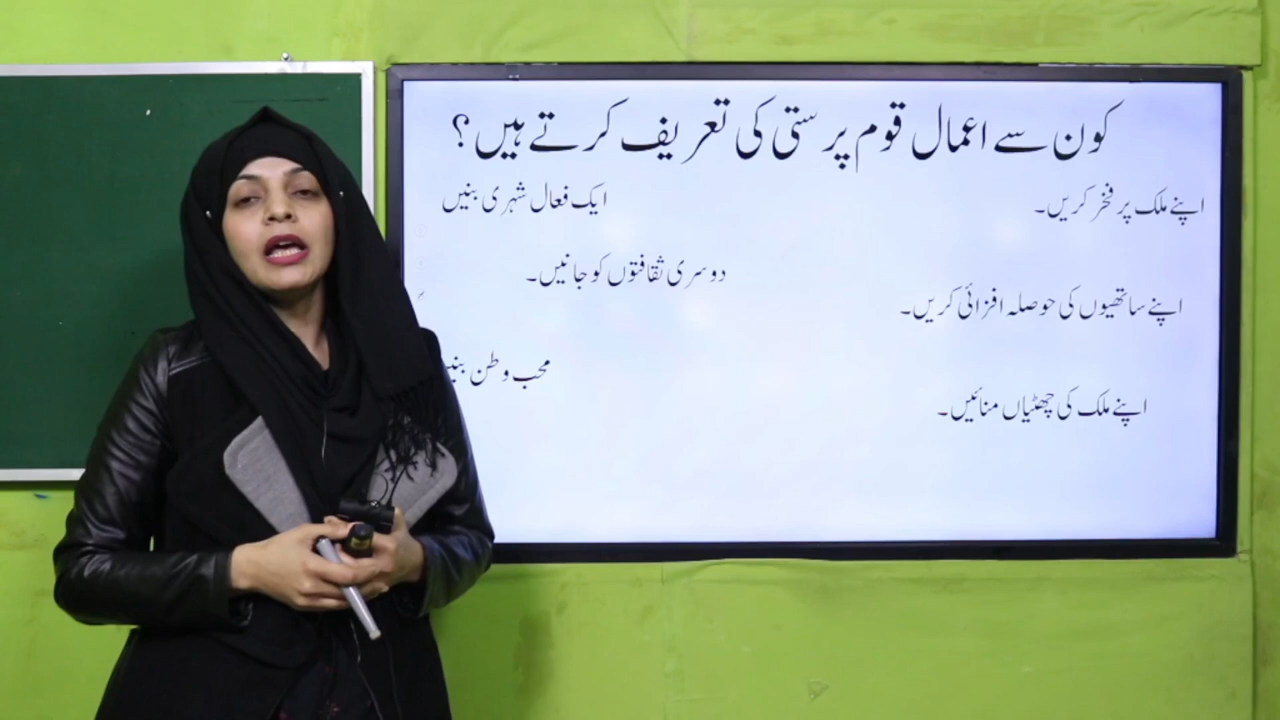 کون سے اعمال قوم پرستی کی تعریف کرتے ہیں؟
اپنے ملک پر فخر کریں۔
ایک فعال شہری بنیں
دوسری ثقافتوں کو جانیں۔
اپنے ساتھیوں کی حوصلہ افزائی کریں۔
محب وطن
اپنے ملک کی چھٹیاں منائیں۔